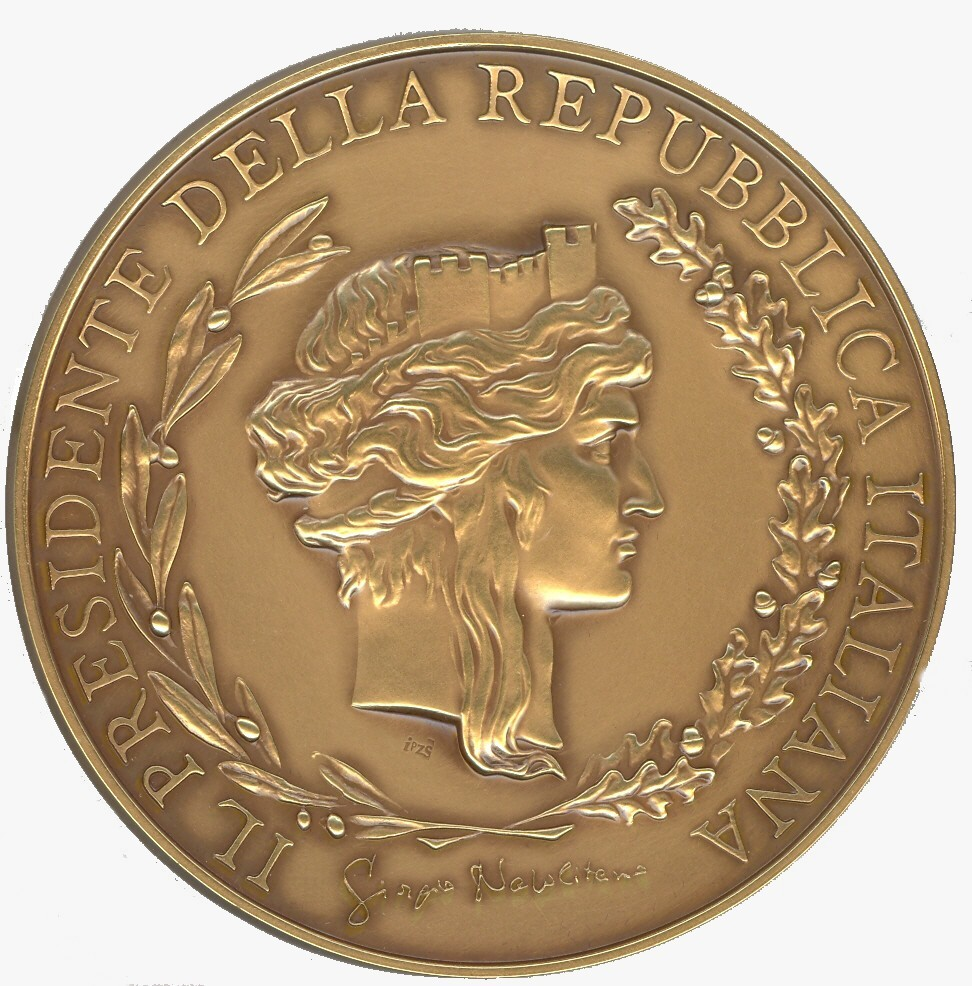 IL PRESIDENTE DELLA REPUBBLICA ITALIANA
IPZS
Giorgio Napolitano